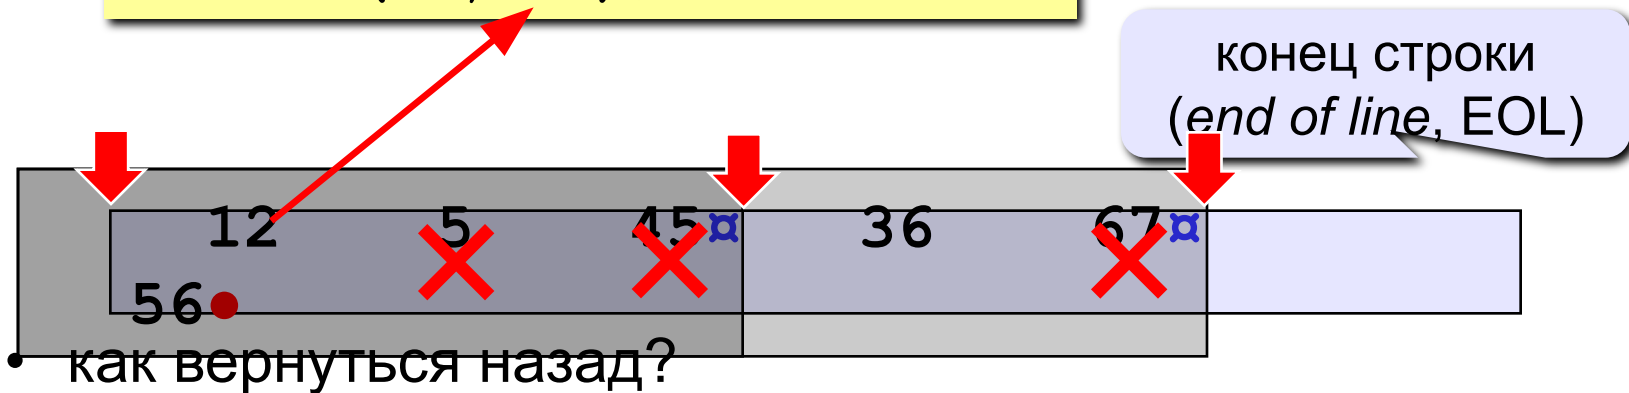 конец строки
(end of line, EOL)
12 5 45¤ 36 67¤
56●
• как вернуться назад?